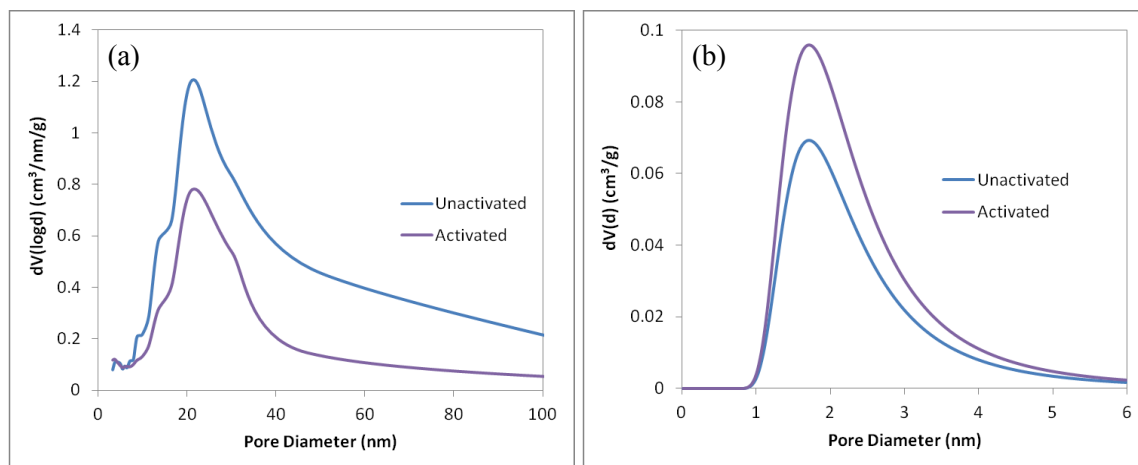 (a)
1.4
1.2
1
0.8
0.6
0.4
0.2
0
dV(logd) (cm³/nm/g)
Unactivated
Activated
0 20 40 60 80 100
Pore Diameter (nm)
(b)
0.1
0.08
0.06
0.04
0.02
0
dV(d) (cm³/g)
Unactivated
Activated
0 1 2 3 4 5 6
Pore Diameter (nm)